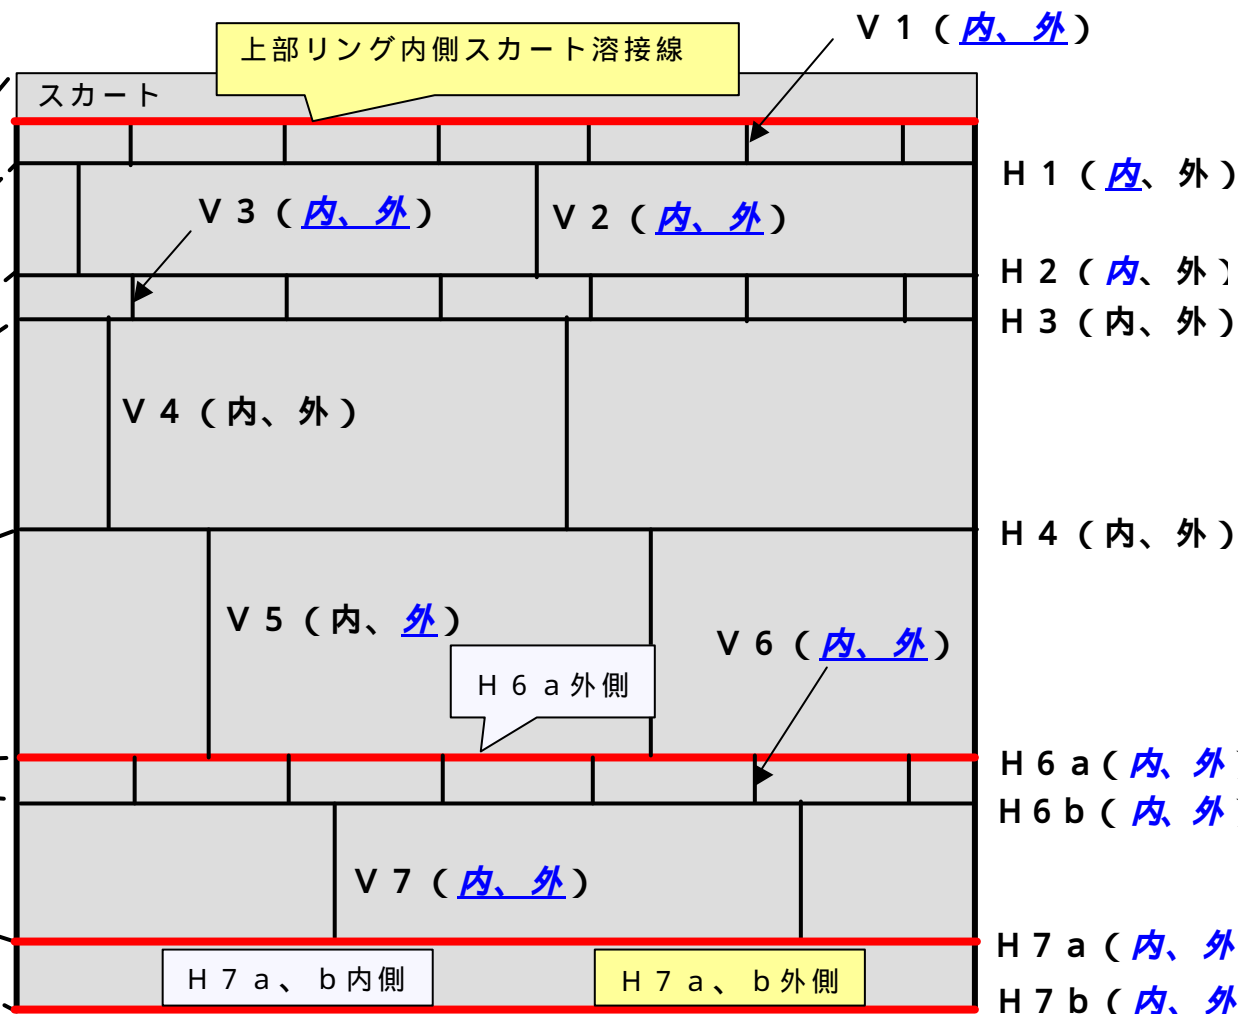 V1(内、外)
上部リング内側スカート溶接線
スカート
H1(内、外)
V3(内、外)
V2(内、外)
H2(内、外)
H3(内、外)
V4(内、外)
H4(内、外)
V5(内、外)
V6(内、外)
H6a外側
H6a(内、外
H6b(内、外
V7(内、外)
H7a(内、外
H7a、b内側
H7a、b外側
H7b(内、外